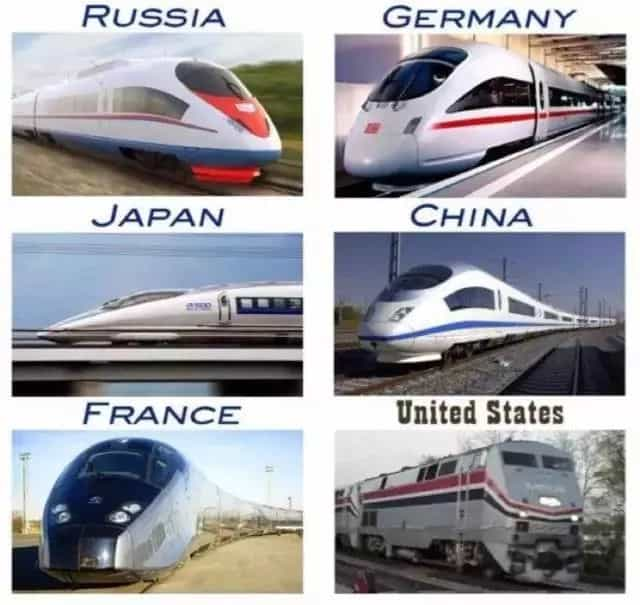 RUSSIA
GERMANY
JAPAN
CHINA
FRANCE
United States